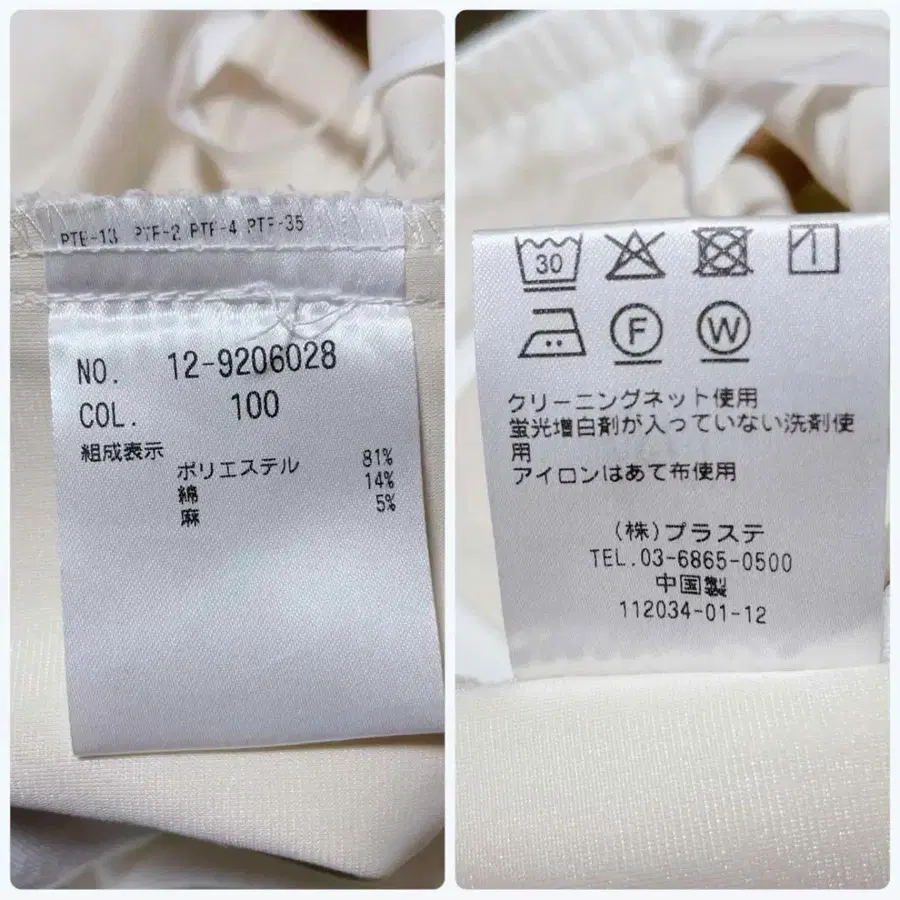 PTE-13 PTF-2 PTF-4 PTF-35
NO. 12-9206028
COL. 100
組成表示
ポリエステル 81%
綿 14%
麻 5%
30
F W
クリーニングネット使用
蛍光増白剤が入っていない洗剤使
用
アイロンはあて布使用
(株)プラステ
TEL.03-6865-0500
中国製
112034-01-12